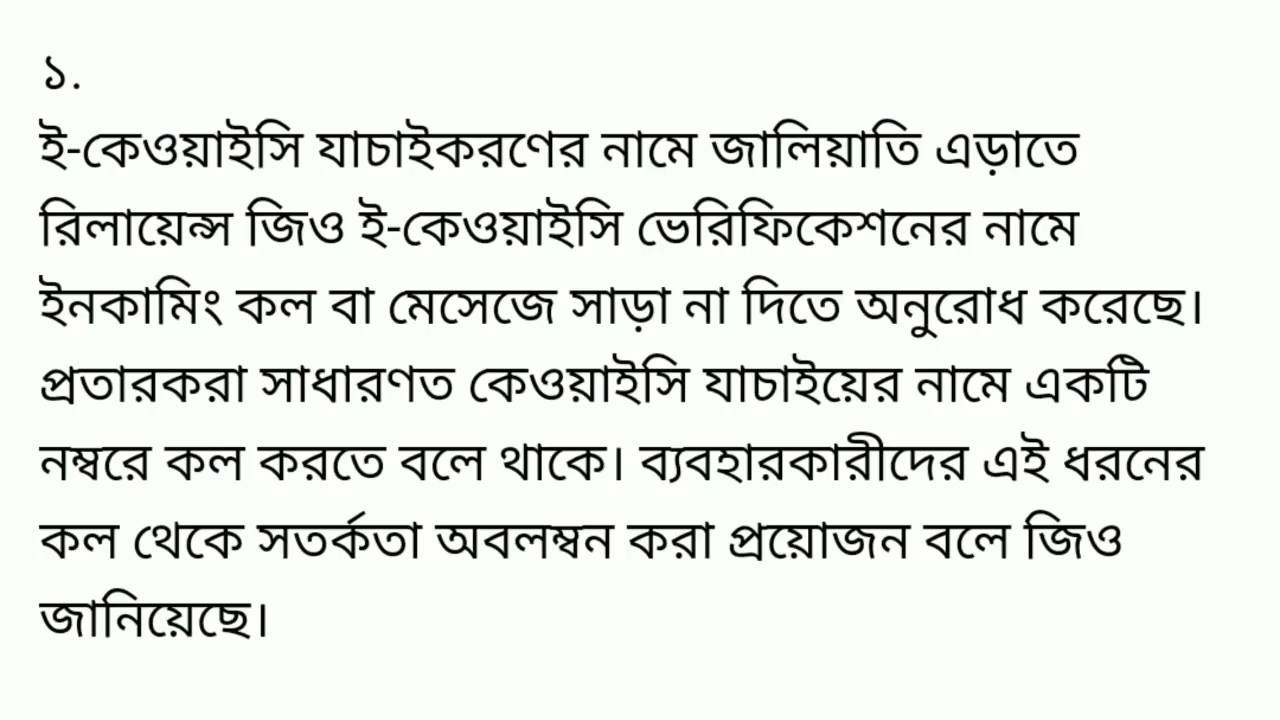 ১.
ই-কেওয়াইসি যাচাইকরণের নামে জালিয়াতি এড়াতে
রিলায়েন্স জিও ই-কেওয়াইসি ভেরিফিকেশনের নামে
ইনকামিং কল বা মেসেজে সাড়া না দিতে অনুরোধ করেছে।
প্রতারকরা সাধারণত কেওয়াইসি যাচাইয়ের নামে একটি
নম্বরে কল করতে বলে থাকে। ব্যবহারকারীদের এই ধরনের
কল থেকে সতর্কতা অবলম্বন করা প্রয়োজন বলে জিও
জানিয়েছে।